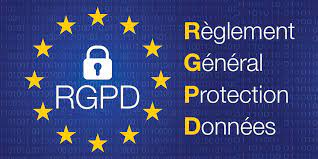 RGPD
Règlement
Général
Protection
Données